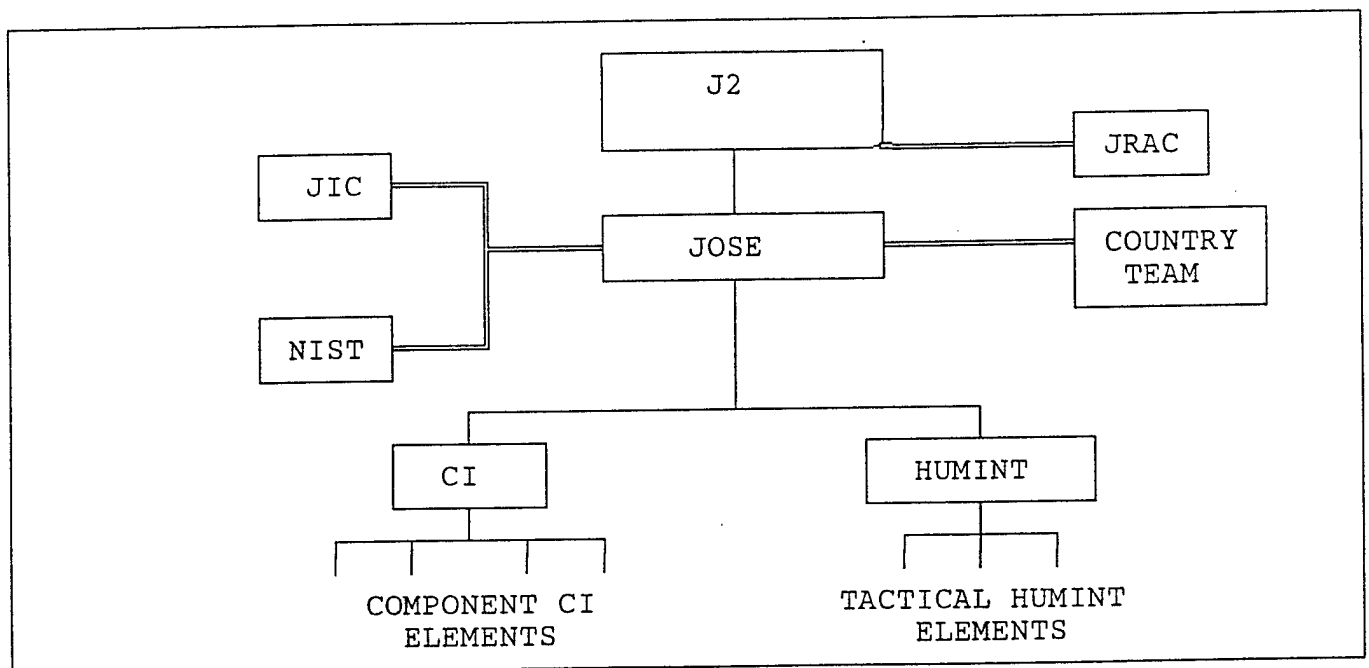 J2
JRAC
JIC
JOSE
COUNTRY
TEAM
NIST
CI
HUMINT
COMPONENT CI
ELEMENTS
TACTICAL HUMINT
ELEMENTS